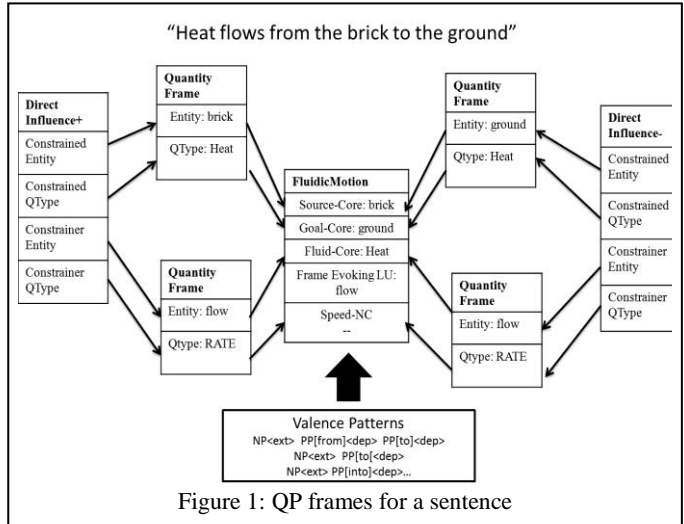 “Heat flows from the brick to the ground”
Direct
Influence+
Constrained
Entity
Constrained
QType
Constrainer
Entity
Constrainer
QType
Quantity
Frame
Entity: brick
QType: Heat
Quantity
Frame
Entity: flow
Qtype: RATE
FluidicMotion
Source-Core: brick
Goal-Core: ground
Fluid-Core: Heat
Frame Evoking LU:
flow
Speed-NC
--
Quantity
Frame
Entity: ground
Qtype: Heat
Quantity
Frame
Entity: flow
Qtype: RATE
Direct
Influence-
Constrained
Entity
Constrained
QType
Constrainer
Entity
Constrainer
QType
Valence Patterns
NP<ext> PP[from]<dep> PP[to]<dep>
NP<ext> PP[to[<dep>
NP<ext> PP[into]<dep>...
Figure 1: QP frames for a sentence